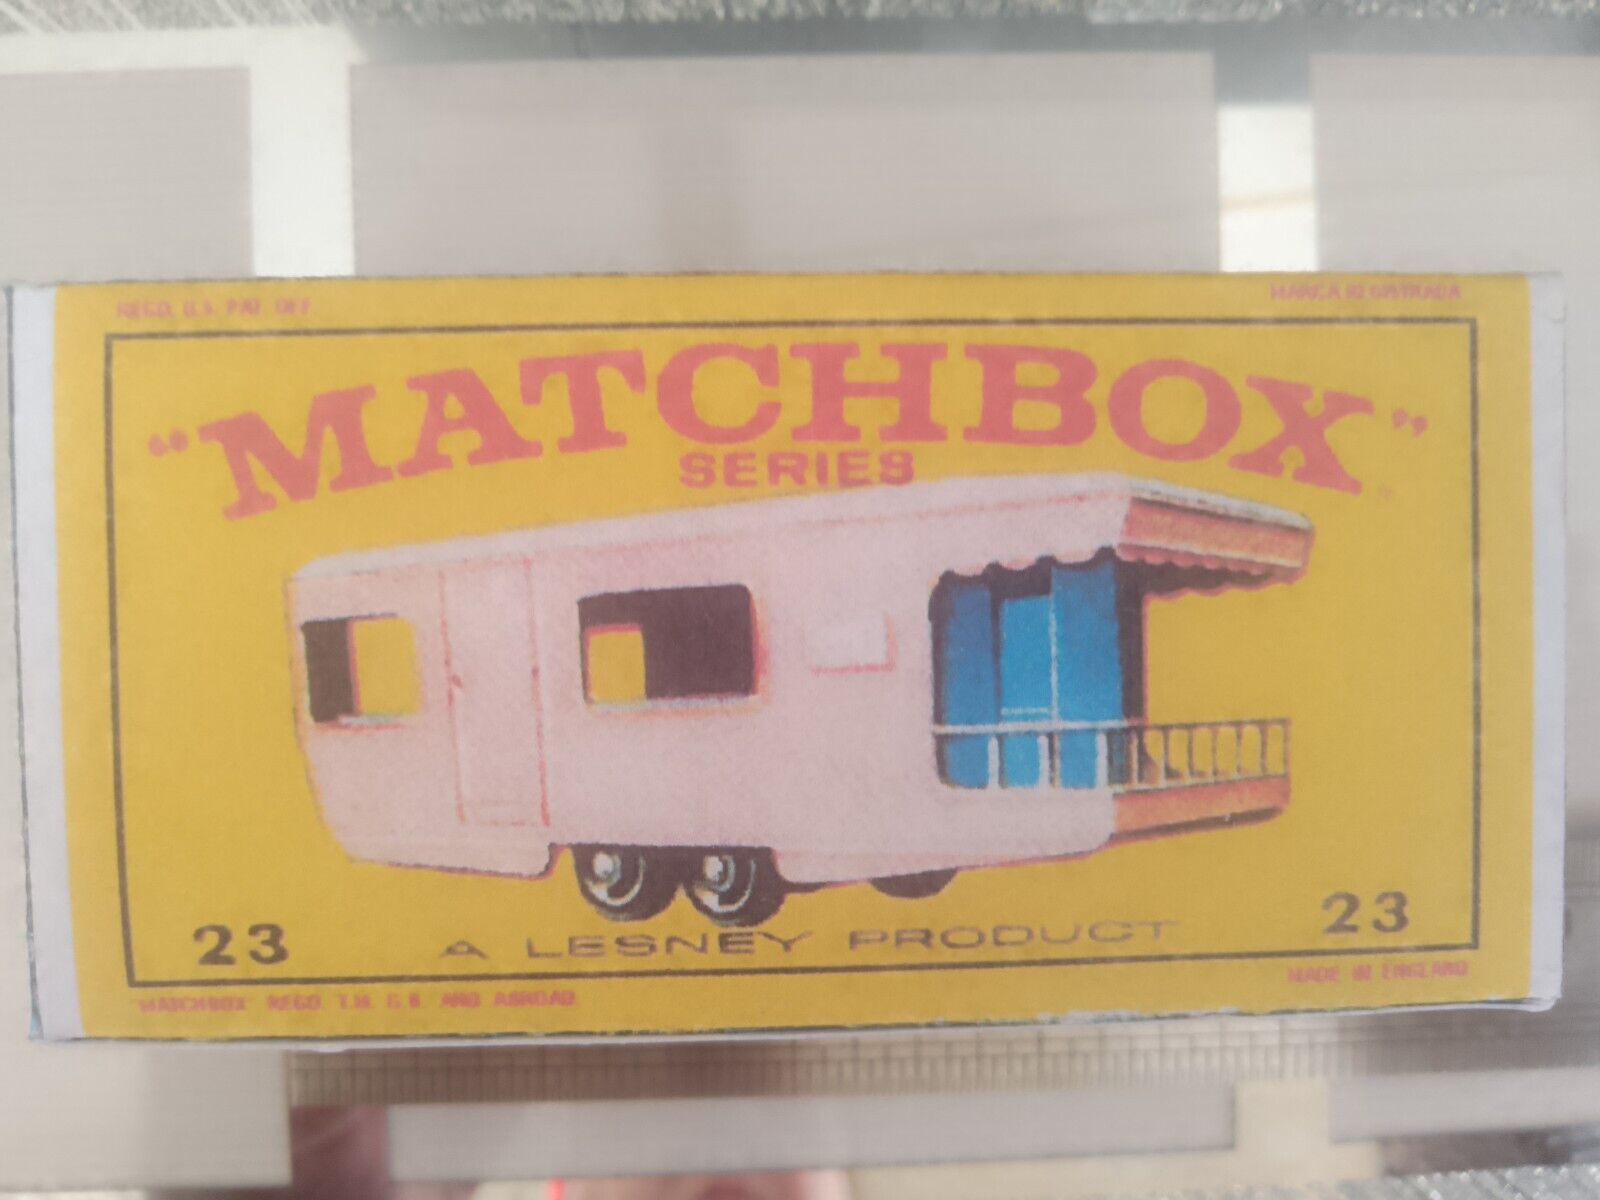 REGD. U.S. PAT. OFF
MARCA REGISTRADA
"MATCHBOX"
SERIES
23
A LESNEY PRODUCT
23
"MATCHBOX" REGD. T.M. G.B. AND ABROAD
MADE IN ENGLAND